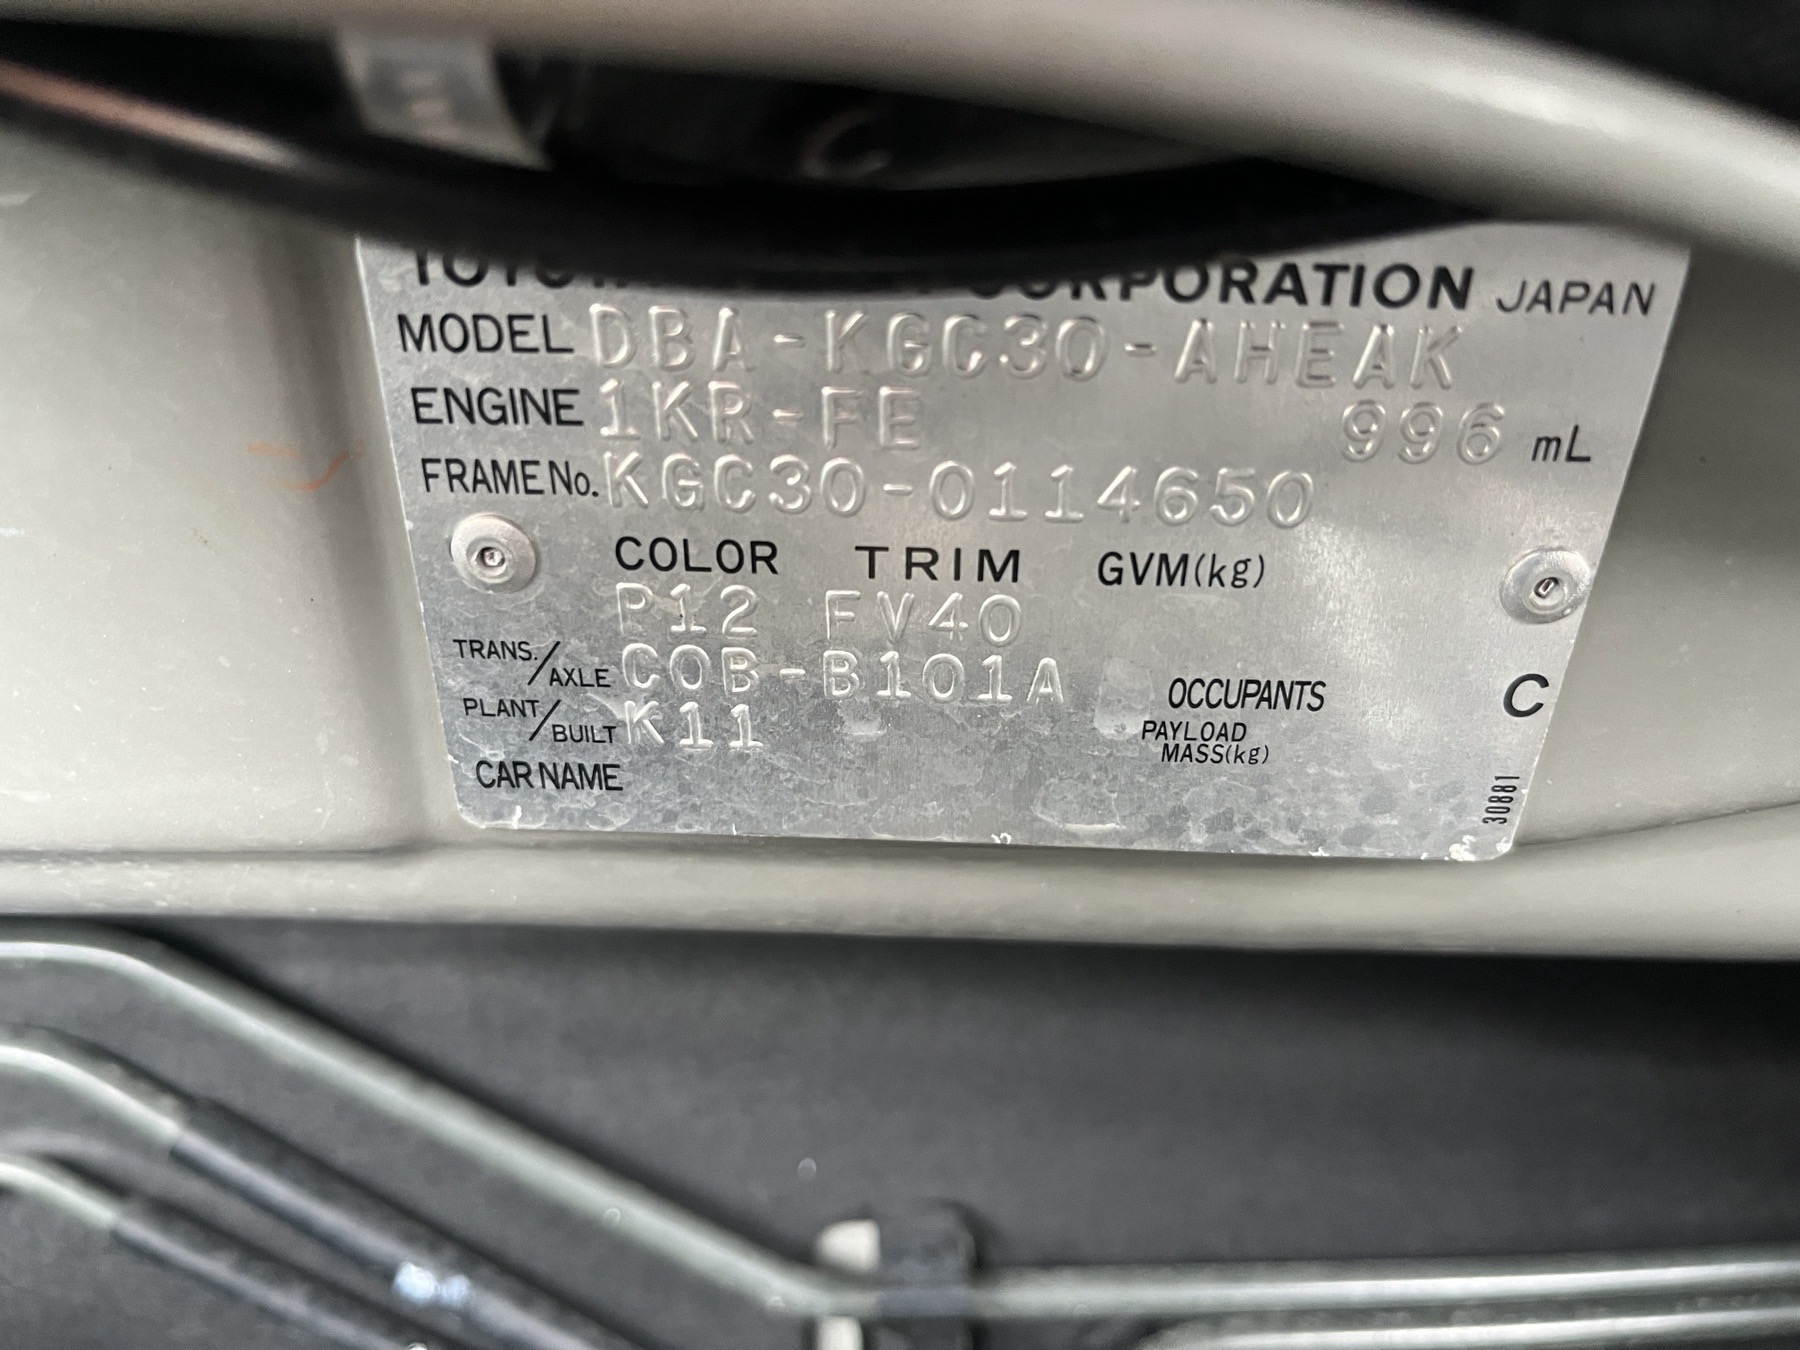 CORPORATION JAPAN
MODEL DBA-KGC30-AHEAK
ENGINE 1KR-FE 996 mL
FRAME No. KGC30-0114650
COLOR TRIM GVM(kg)
P12 FV40
TRANS./AXLE C0B-B101A
OCCUPANTS C
PLANT/BUILT K11
PAYLOAD MASS(kg)
CAR NAME
30881